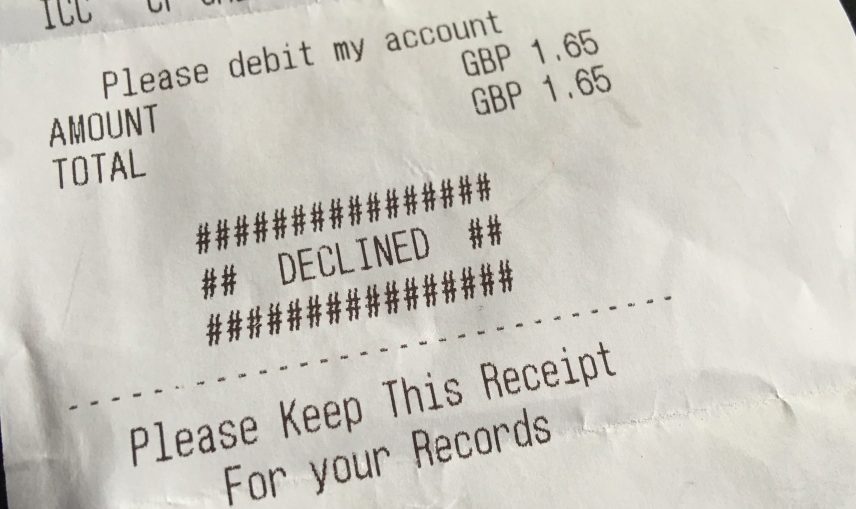 ICC
Please debit my account
AMOUNT GBP 1.65
TOTAL GBP 1.65
################
## DECLINED ##
################
- - - - - - - - - - - - - - - - - - - - - - - - - - - - - -
Please Keep This Receipt
For your Records